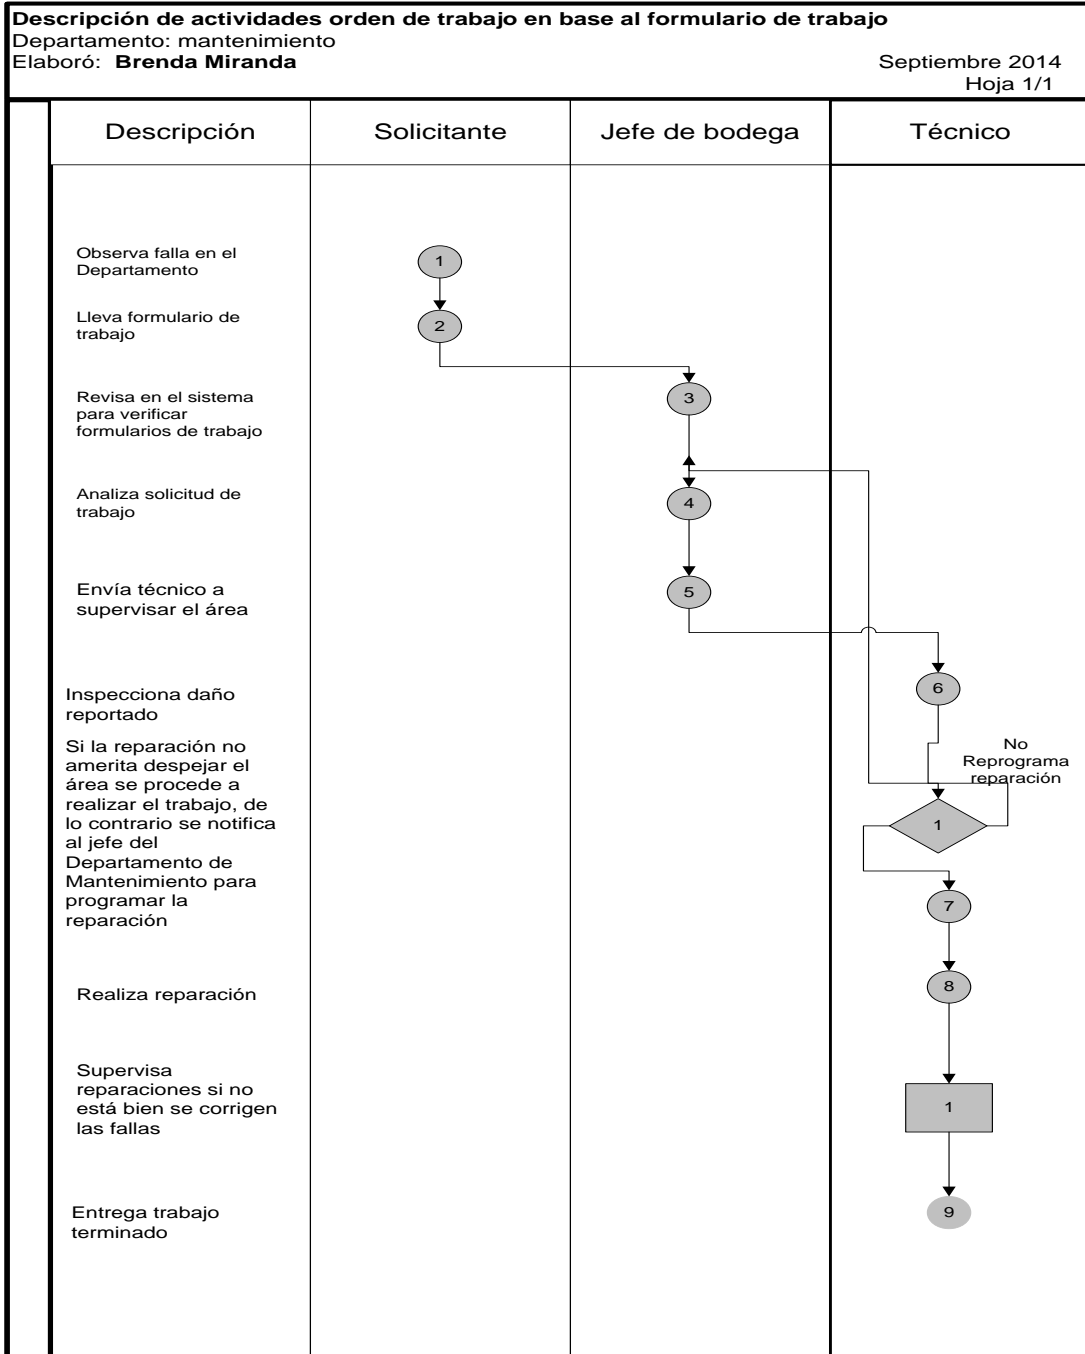 Descripción de actividades orden de trabajo en base al formulario de trabajo
Departamento: mantenimiento
Elaboró: Brenda Miranda
Septiembre 2014
Hoja 1/1
Descripción
Solicitante
Jefe de bodega
Técnico
Observa falla en el
Departamento
1
Lleva formulario de
trabajo
2
Revisa en el sistema
para verificar
formularios de trabajo
3
Analiza solicitud de
trabajo
4
Envía técnico a
supervisar el área
5
Inspecciona daño
reportado
6
Si la reparación no
amerita despejar el
área se procede a
realizar el trabajo, de
lo contrario se notifica
al jefe del
Departamento de
Mantenimiento para
programar la
reparación
No
Reprograma
reparación
1
7
Realiza reparación
8
Supervisa
reparaciones si no
está bien se corrigen
las fallas
1
Entrega trabajo
terminado
9